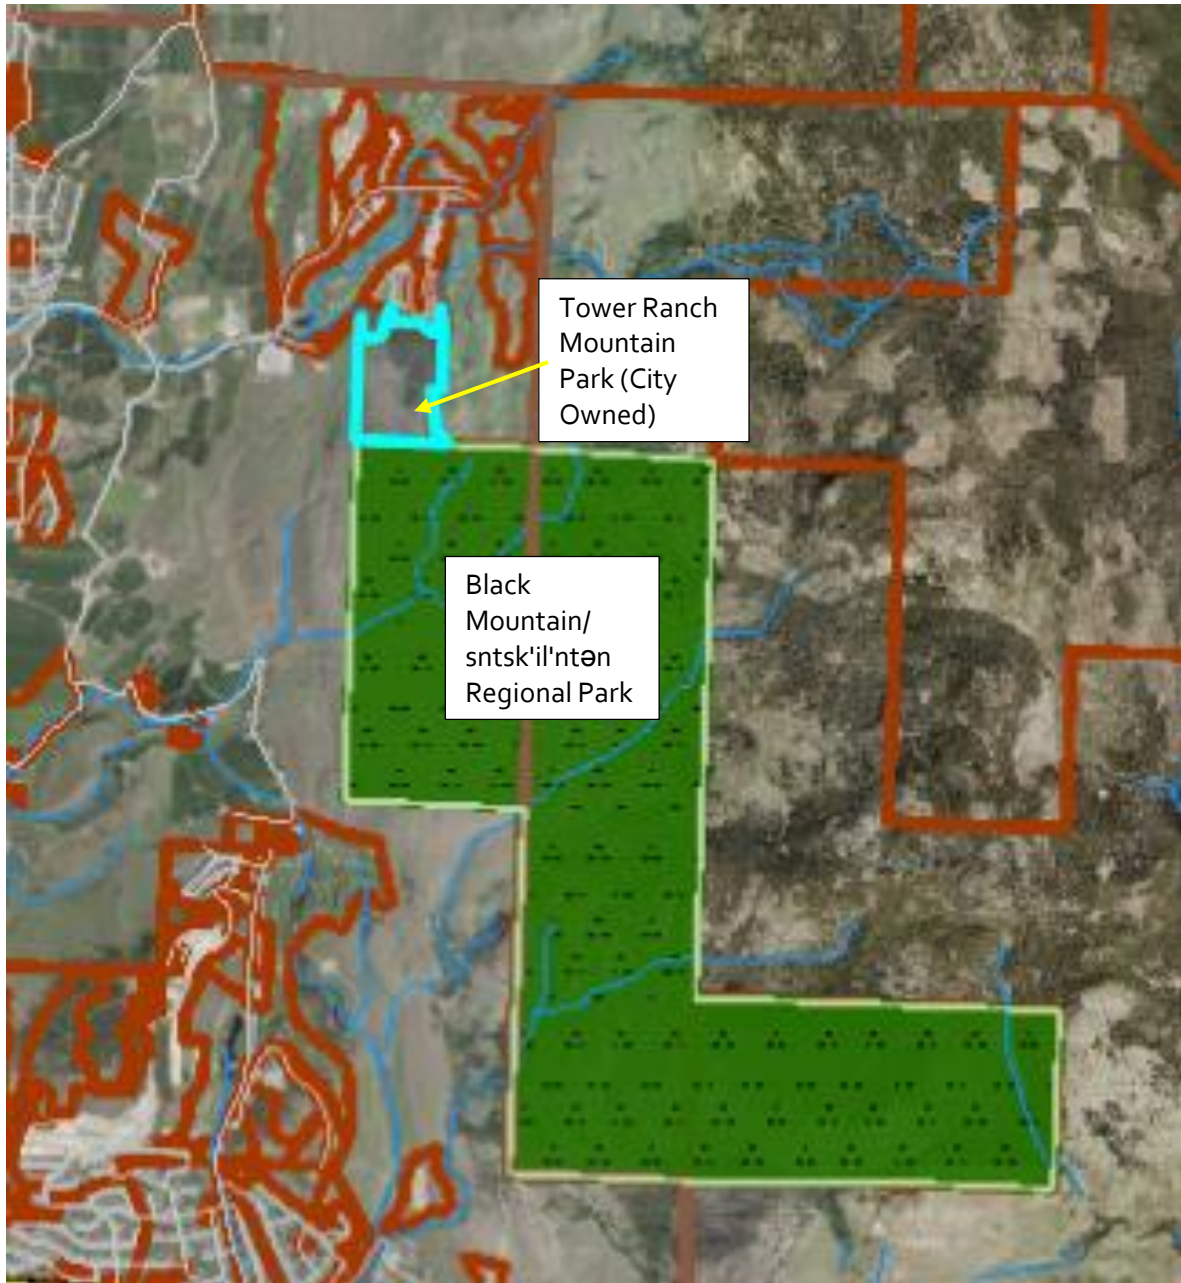 Tower Ranch
Mountain
Park (City
Owned)
Black
Mountain/
sntsk'il'ntən
Regional Park